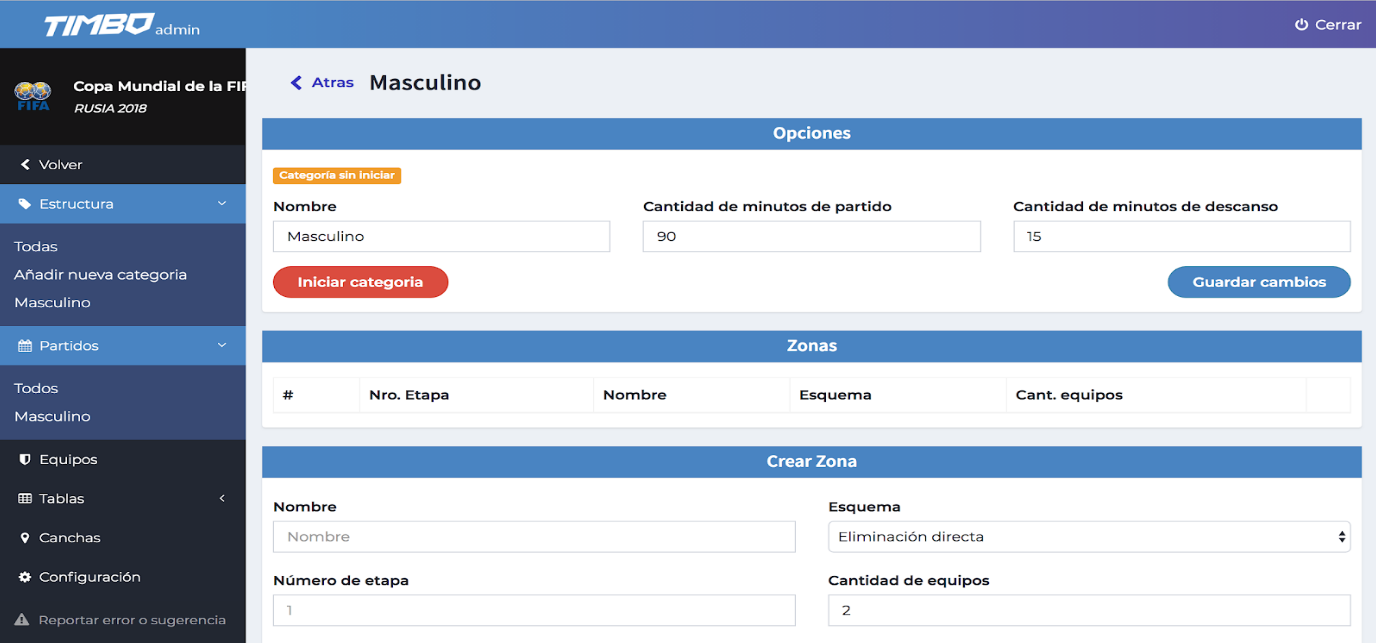 TIMBO admin
Cerrar
FIFA
Copa Mundial de la FI
RUSIA 2018
Volver
Estructura
Todas
Añadir nueva categoria
Masculino
Partidos
Todos
Masculino
Equipos
Tablas
Canchas
Configuración
Reportar error o sugerencia
Atras Masculino
Opciones
Categoría sin iniciar
Nombre Cantidad de minutos de partido Cantidad de minutos de descanso
Masculino 90 15
Iniciar categoria Guardar cambios
Zonas
# Nro. Etapa Nombre Esquema Cant. equipos
Crear Zona
Nombre Esquema
Nombre Eliminación directa
Número de etapa Cantidad de equipos
1 2